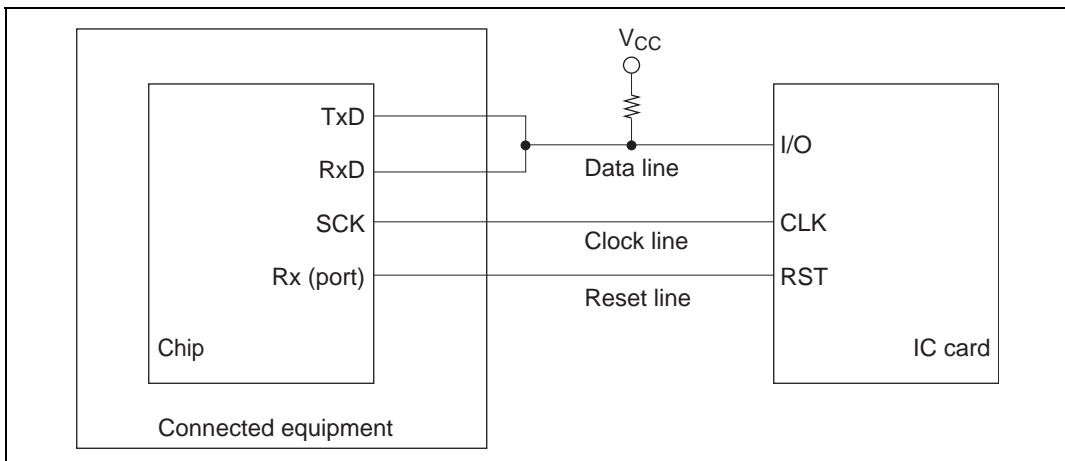 VCC
TxD
I/O
RxD
Data line
SCK
CLK
Clock line
Rx (port)
RST
Reset line
Chip
IC card
Connected equipment